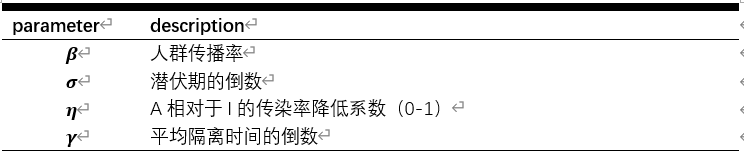 parameter description
β 人群传播率
σ 潜伏期的倒数
η A 相对于 I 的传染率降低系数（0-1）
γ 平均隔离时间的倒数